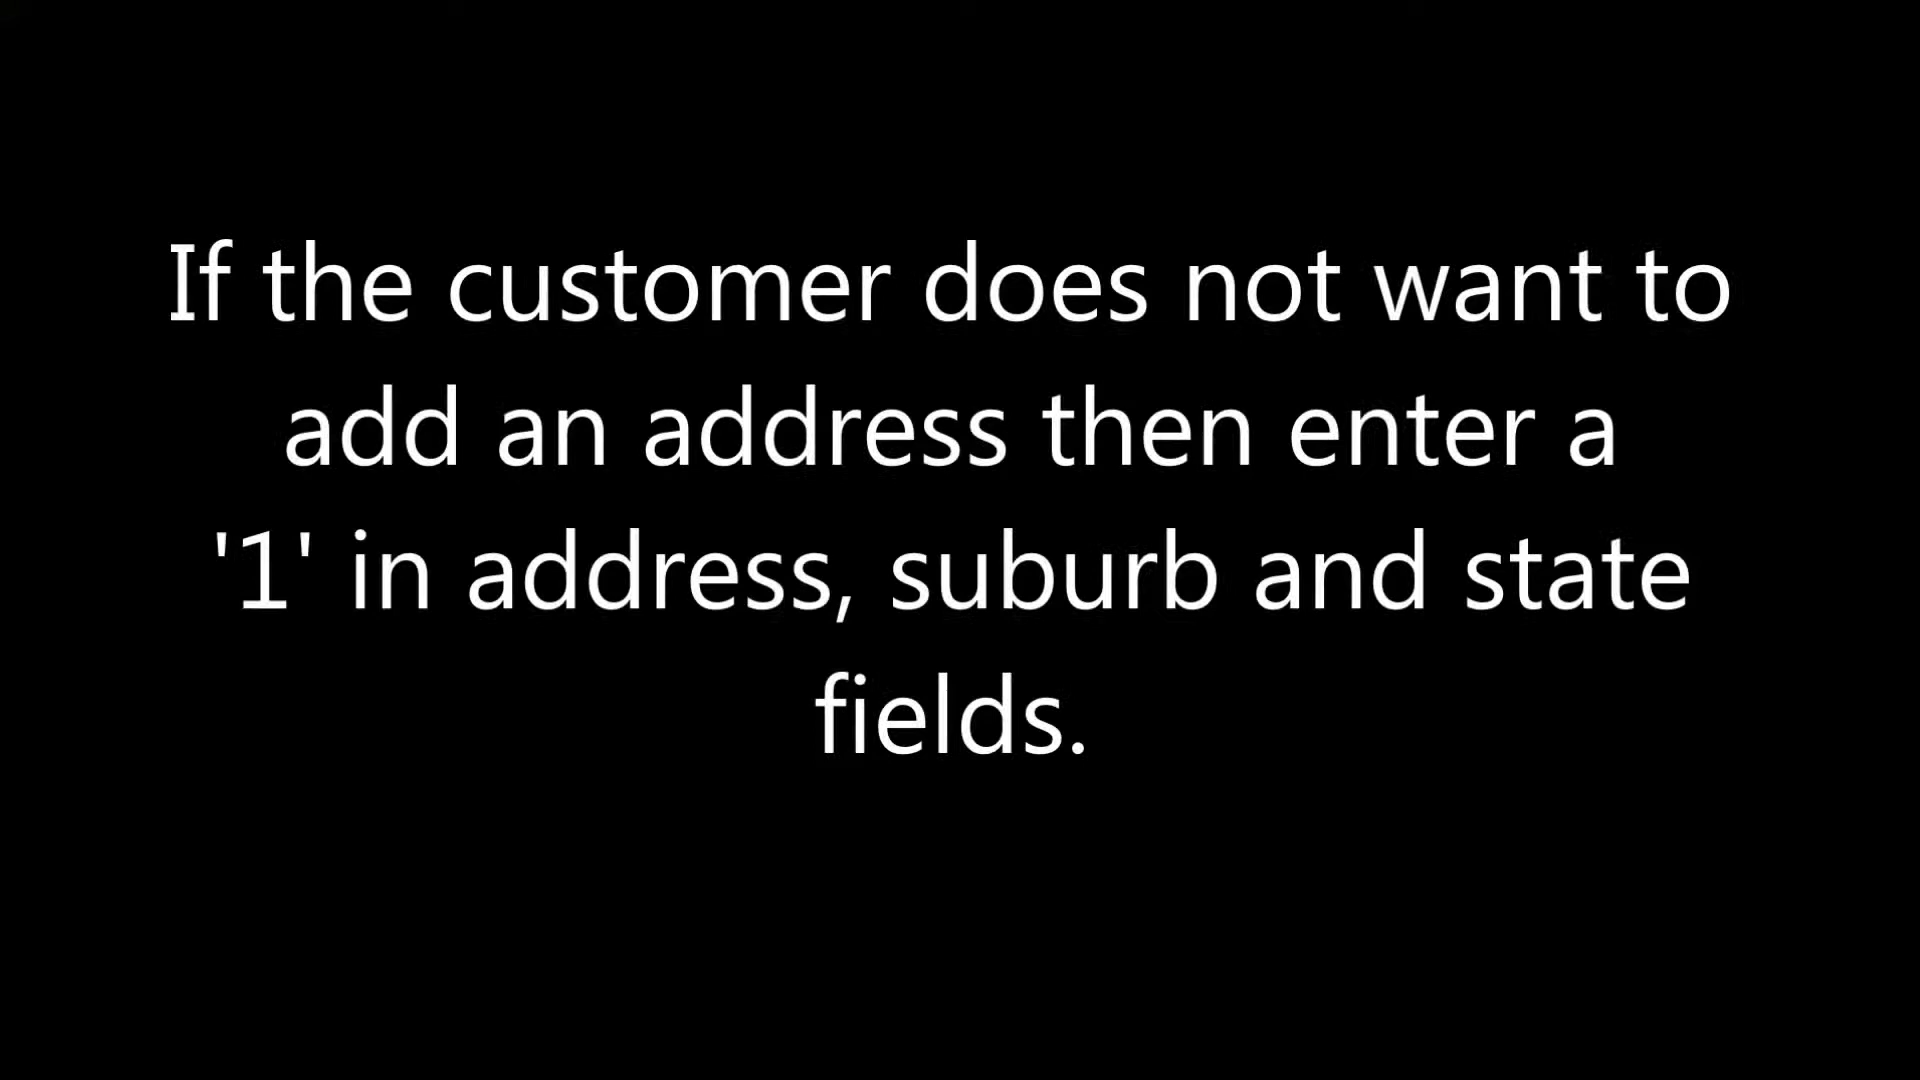 If the customer does not want to
add an address then enter a
'1' in address, suburb and state
fields.